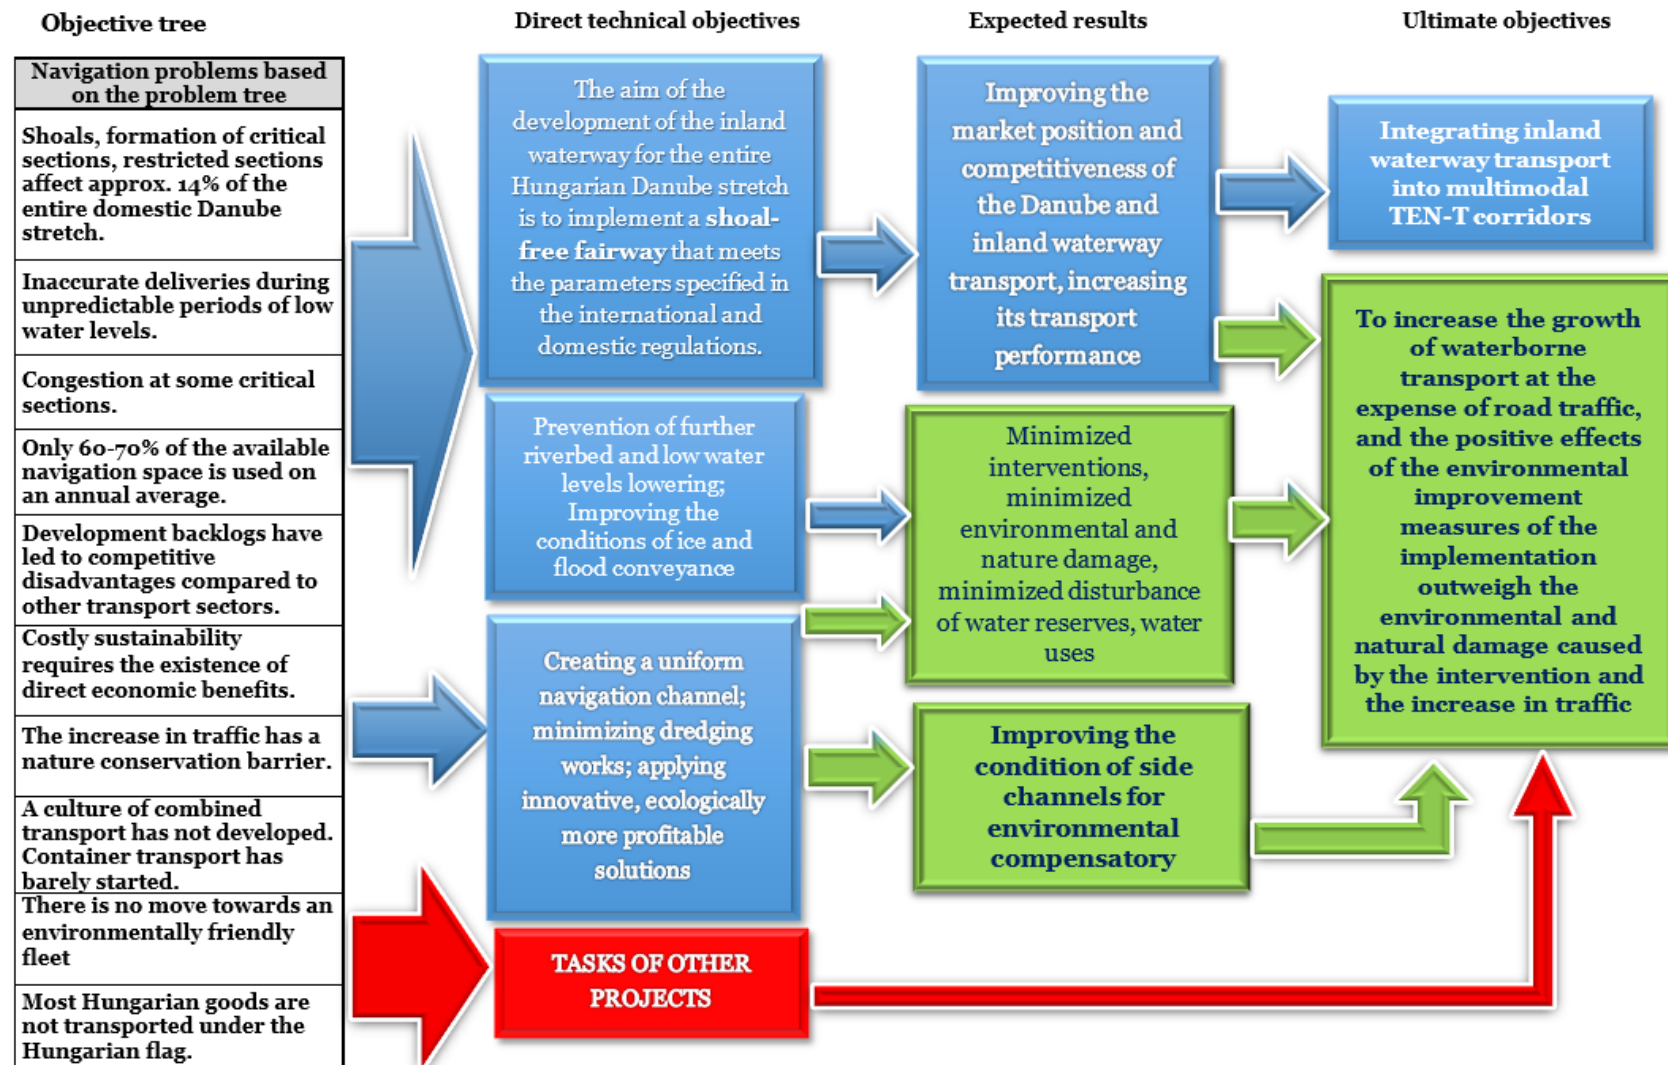 Objective tree
Direct technical objectives
Expected results
Ultimate objectives
Navigation problems based
on the problem tree
Shoals, formation of critical
sections, restricted sections
affect approx. 14% of the
entire domestic Danube
stretch.
Inaccurate deliveries during
unpredictable periods of low
water levels.
Congestion at some critical
sections.
Only 60-70% of the available
navigation space is used on
an annual average.
Development backlogs have
led to competitive
disadvantages compared to
other transport sectors.
Costly sustainability
requires the existence of
direct economic benefits.
The increase in traffic has a
nature conservation barrier.
A culture of combined
transport has not developed.
Container transport has
barely started.
There is no move towards an
environmentally friendly
fleet
Most Hungarian goods are
not transported under the
Hungarian flag.
The aim of the
development of the inland
waterway for the entire
Hungarian Danube stretch
is to implement a shoal-
free fairway that meets
the parameters specified in
the international and
domestic regulations.
Prevention of further
riverbed and low water
levels lowering;
Improving the
conditions of ice and
flood conveyance
Creating a uniform
navigation channel;
minimizing dredging
works; applying
innovative, ecologically
more profitable
solutions
TASKS OF OTHER
PROJECTS
Improving the
market position and
competitiveness of
the Danube and
inland waterway
transport, increasing
its transport
performance
Minimized
interventions,
minimized
environmental and
nature damage,
minimized disturbance
of water reserves, water
uses
Improving the
condition of side
channels for
environmental
compensatory
Integrating inland
waterway transport
into multimodal
TEN-T corridors
To increase the growth
of waterborne
transport at the
expense of road traffic,
and the positive effects
of the environmental
improvement
measures of the
implementation
outweigh the
environmental and
natural damage caused
by the intervention and
the increase in traffic